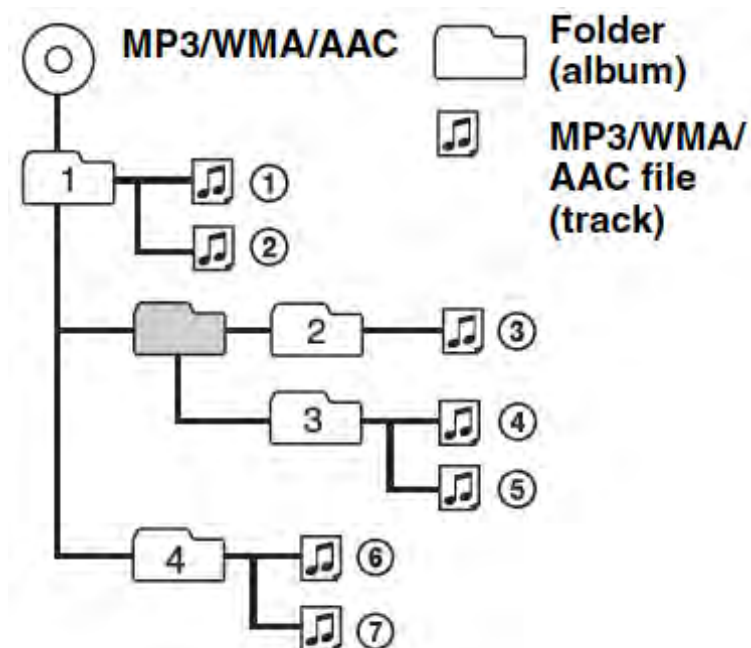 MP3/WMA/AAC
Folder
(album)
MP3/WMA/
AAC file
(track)
1
①
②
2
③
3
④
⑤
4
⑥
⑦